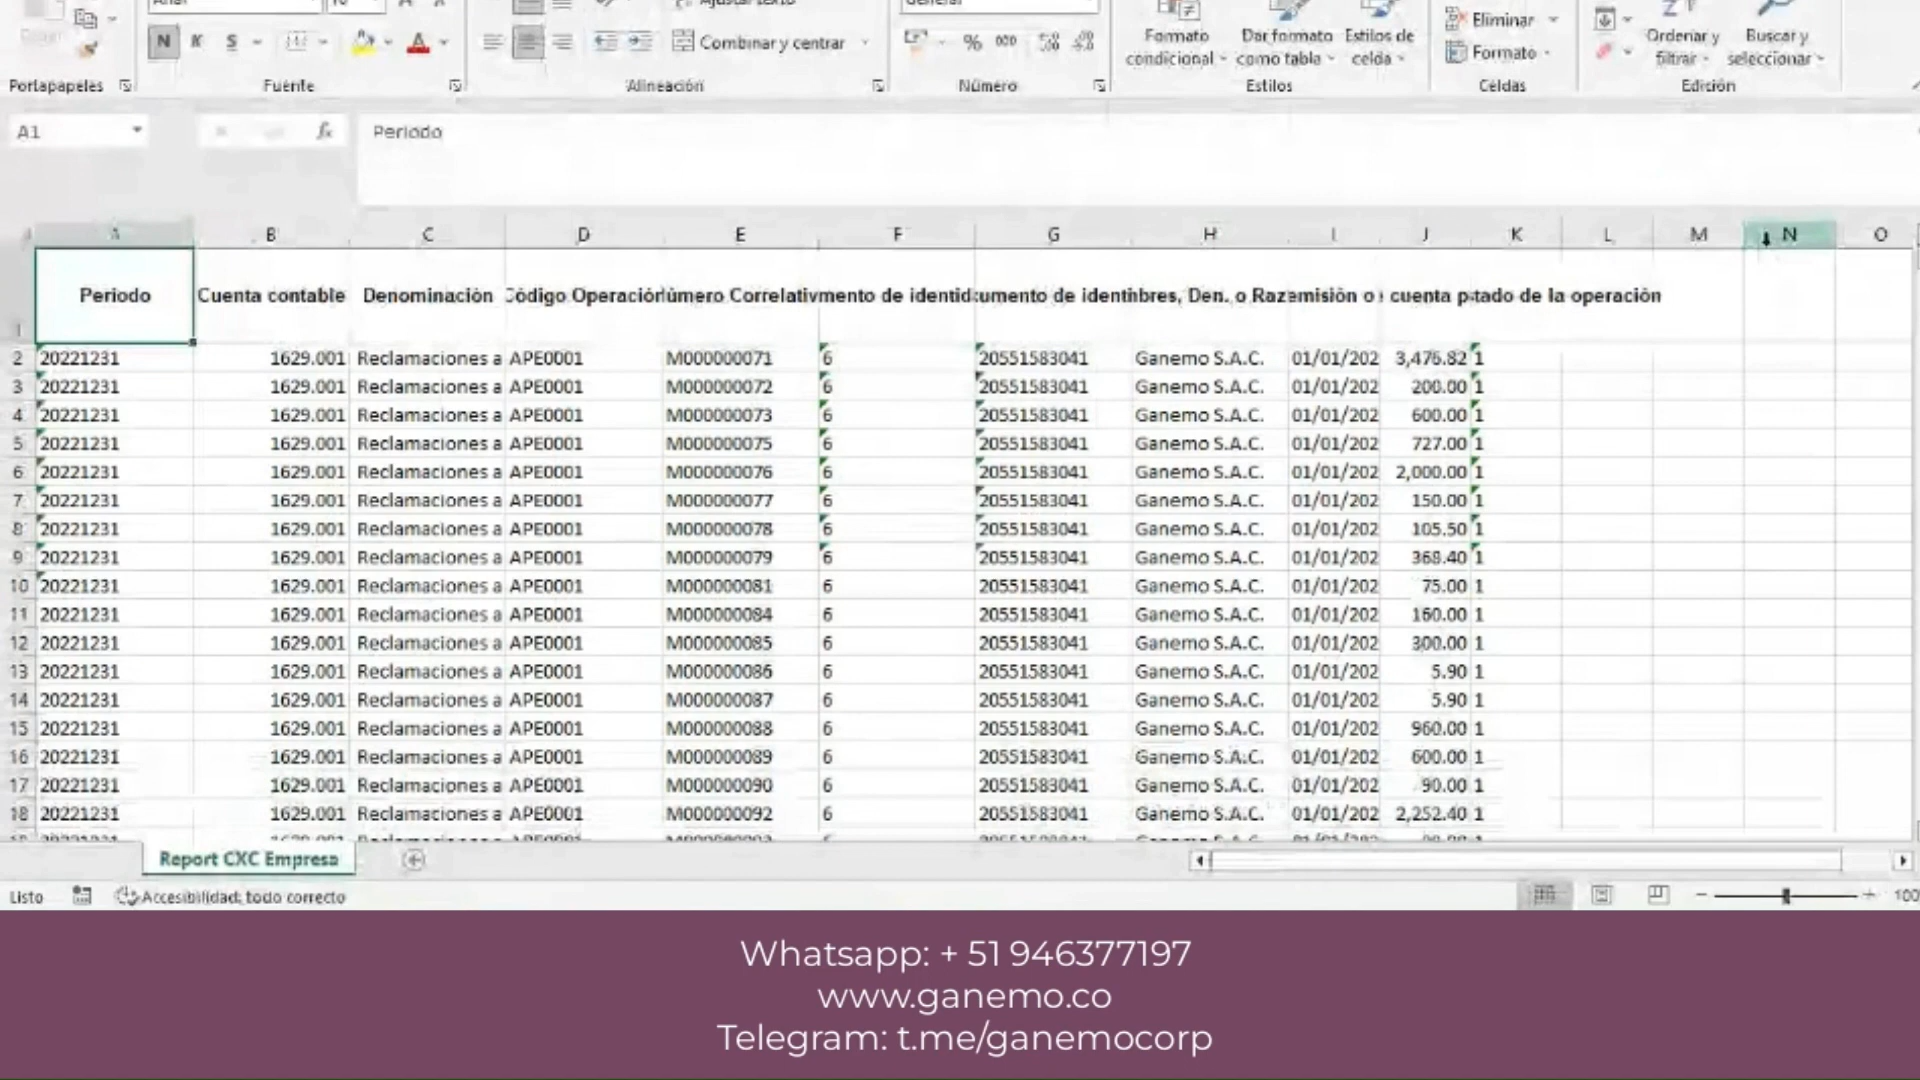 Ajustar texto
General
N K S
Combinar y centrar
% 000
Formato condicional
Dar formato como tabla
Estilos de celda
Eliminar
Formato
Ordenar y filtrar
Buscar y seleccionar
Portapapeles Fuente Alineación Número Estilos Celdas Edición
A1 fx Periodo
A B C D E F G H I J K L M N O
1 Periodo Cuenta contable Denominación Código Operación úmero Correlativ mento de identid cumento de identi nbres, Den. o Raz emisión o cuenta p tado de la operación
2 20221231 1629.001 Reclamaciones a APE0001 M000000071 6 20551583041 Ganemo S.A.C. 01/01/202 3,476.82 1
3 20221231 1629.001 Reclamaciones a APE0001 M000000072 6 20551583041 Ganemo S.A.C. 01/01/202 200.00 1
4 20221231 1629.001 Reclamaciones a APE0001 M000000073 6 20551583041 Ganemo S.A.C. 01/01/202 600.00 1
5 20221231 1629.001 Reclamaciones a APE0001 M000000075 6 20551583041 Ganemo S.A.C. 01/01/202 727.00 1
6 20221231 1629.001 Reclamaciones a APE0001 M000000076 6 20551583041 Ganemo S.A.C. 01/01/202 2,000.00 1
7 20221231 1629.001 Reclamaciones a APE0001 M000000077 6 20551583041 Ganemo S.A.C. 01/01/202 150.00 1
8 20221231 1629.001 Reclamaciones a APE0001 M000000078 6 20551583041 Ganemo S.A.C. 01/01/202 105.50 1
9 20221231 1629.001 Reclamaciones a APE0001 M000000079 6 20551583041 Ganemo S.A.C. 01/01/202 368.40 1
10 20221231 1629.001 Reclamaciones a APE0001 M000000081 6 20551583041 Ganemo S.A.C. 01/01/202 75.00 1
11 20221231 1629.001 Reclamaciones a APE0001 M000000084 6 20551583041 Ganemo S.A.C. 01/01/202 160.00 1
12 20221231 1629.001 Reclamaciones a APE0001 M000000085 6 20551583041 Ganemo S.A.C. 01/01/202 300.00 1
13 20221231 1629.001 Reclamaciones a APE0001 M000000086 6 20551583041 Ganemo S.A.C. 01/01/202 5.90 1
14 20221231 1629.001 Reclamaciones a APE0001 M000000087 6 20551583041 Ganemo S.A.C. 01/01/202 5.90 1
15 20221231 1629.001 Reclamaciones a APE0001 M000000088 6 20551583041 Ganemo S.A.C. 01/01/202 960.00 1
16 20221231 1629.001 Reclamaciones a APE0001 M000000089 6 20551583041 Ganemo S.A.C. 01/01/202 600.00 1
17 20221231 1629.001 Reclamaciones a APE0001 M000000090 6 20551583041 Ganemo S.A.C. 01/01/202 90.00 1
18 20221231 1629.001 Reclamaciones a APE0001 M000000092 6 20551583041 Ganemo S.A.C. 01/01/202 2,252.40 1
Report CXC Empresa
Listo Accesibilidad: todo correcto 100
Whatsapp: + 51 946377197
www.ganemo.co
Telegram: t.me/ganemocorp